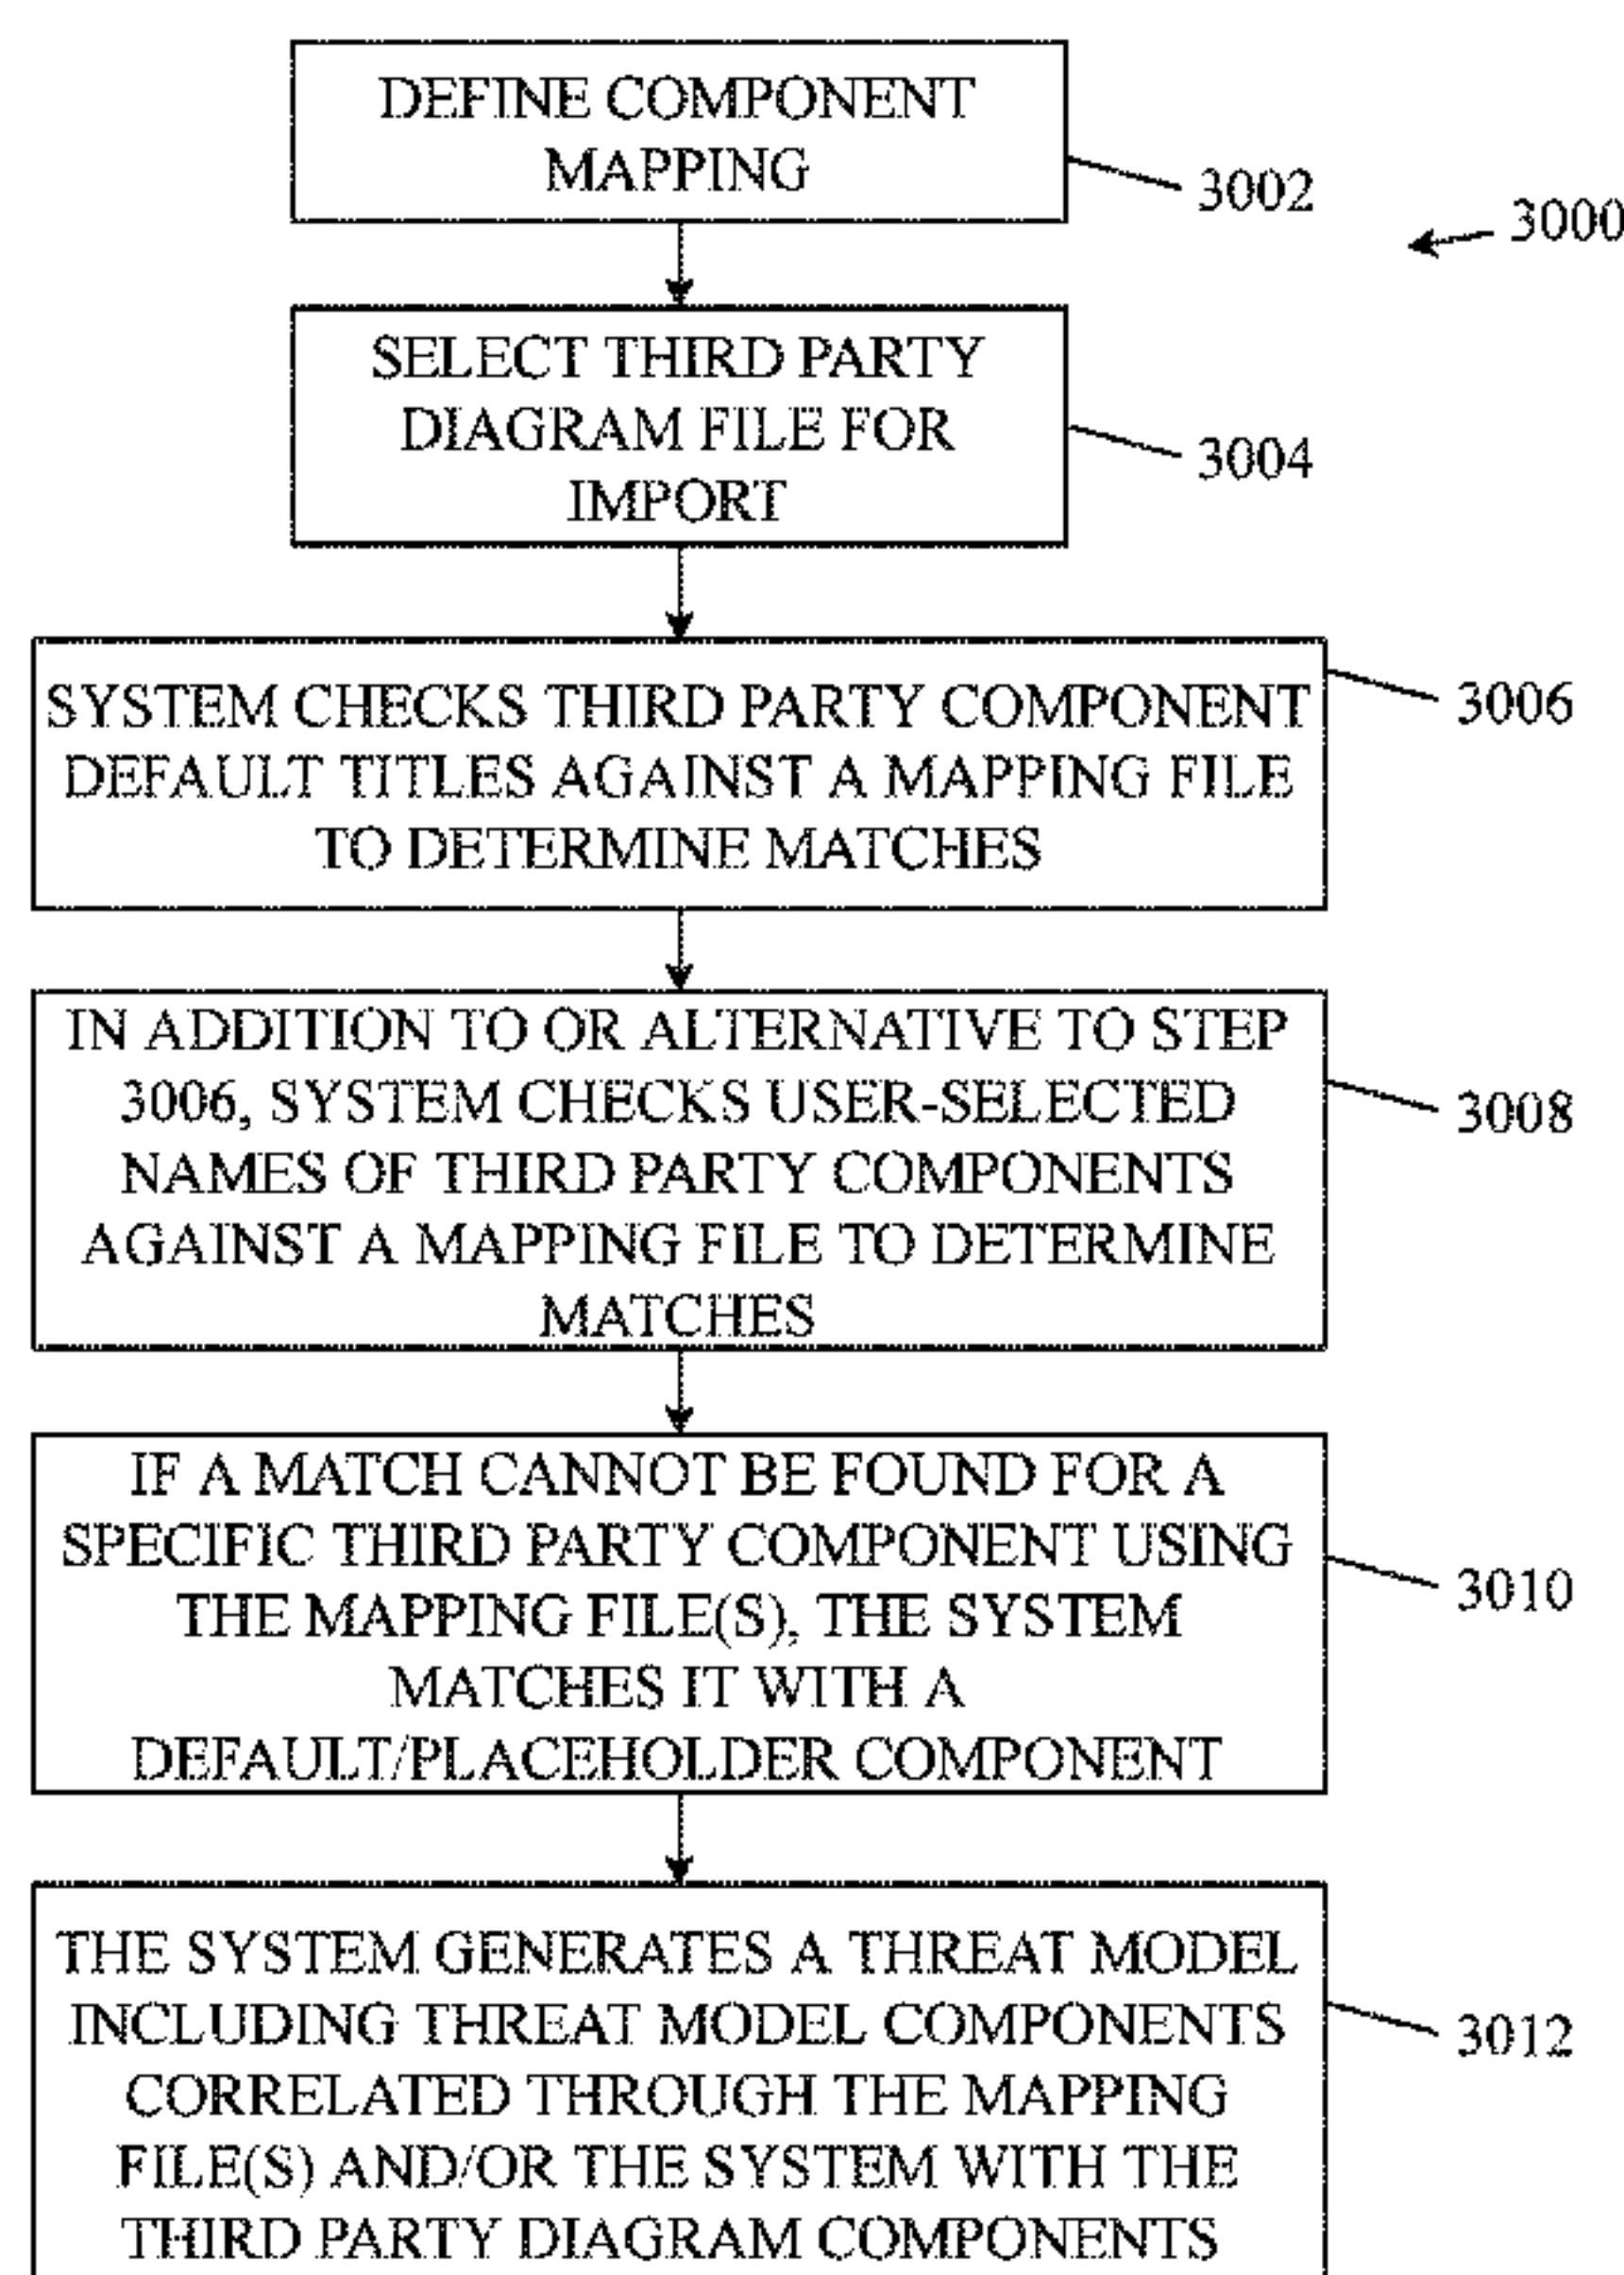 DEFINE COMPONENT
MAPPING
3002
3000
SELECT THIRD PARTY
DIAGRAM FILE FOR
IMPORT
3004
SYSTEM CHECKS THIRD PARTY COMPONENT
DEFAULT TITLES AGAINST A MAPPING FILE
TO DETERMINE MATCHES
3006
IN ADDITION TO OR ALTERNATIVE TO STEP
3006, SYSTEM CHECKS USER-SELECTED
NAMES OF THIRD PARTY COMPONENTS
AGAINST A MAPPING FILE TO DETERMINE
MATCHES
3008
IF A MATCH CANNOT BE FOUND FOR A
SPECIFIC THIRD PARTY COMPONENT USING
THE MAPPING FILE(S), THE SYSTEM
MATCHES IT WITH A
DEFAULT/PLACEHOLDER COMPONENT
3010
THE SYSTEM GENERATES A THREAT MODEL
INCLUDING THREAT MODEL COMPONENTS
CORRELATED THROUGH THE MAPPING
FILE(S) AND/OR THE SYSTEM WITH THE
THIRD PARTY DIAGRAM COMPONENTS
3012